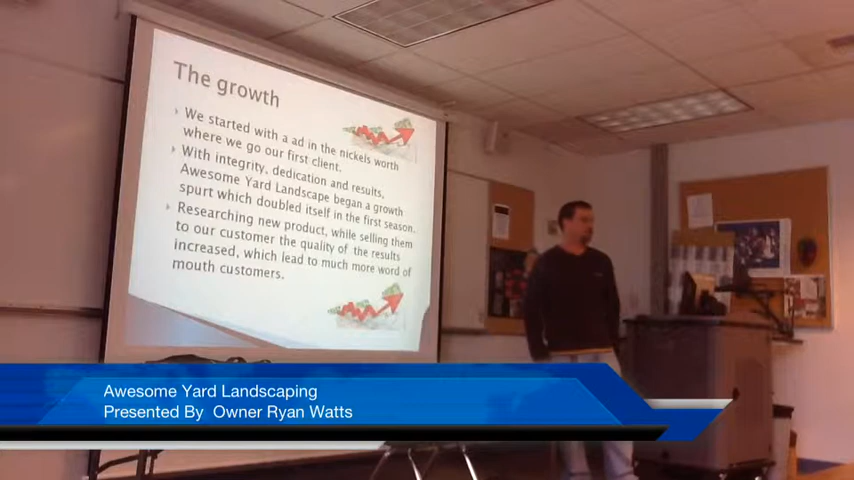 The growth
We started with a ad in the nickels worth
where we go our first client.
With integrity, dedication and results,
Awesome Yard Landscape began a growth
spurt which doubled itself in the first season.
Researching new product, while selling them
to our customer the quality of the results
increased, which lead to much more word of
mouth customers.
Awesome Yard Landscaping
Presented By Owner Ryan Watts